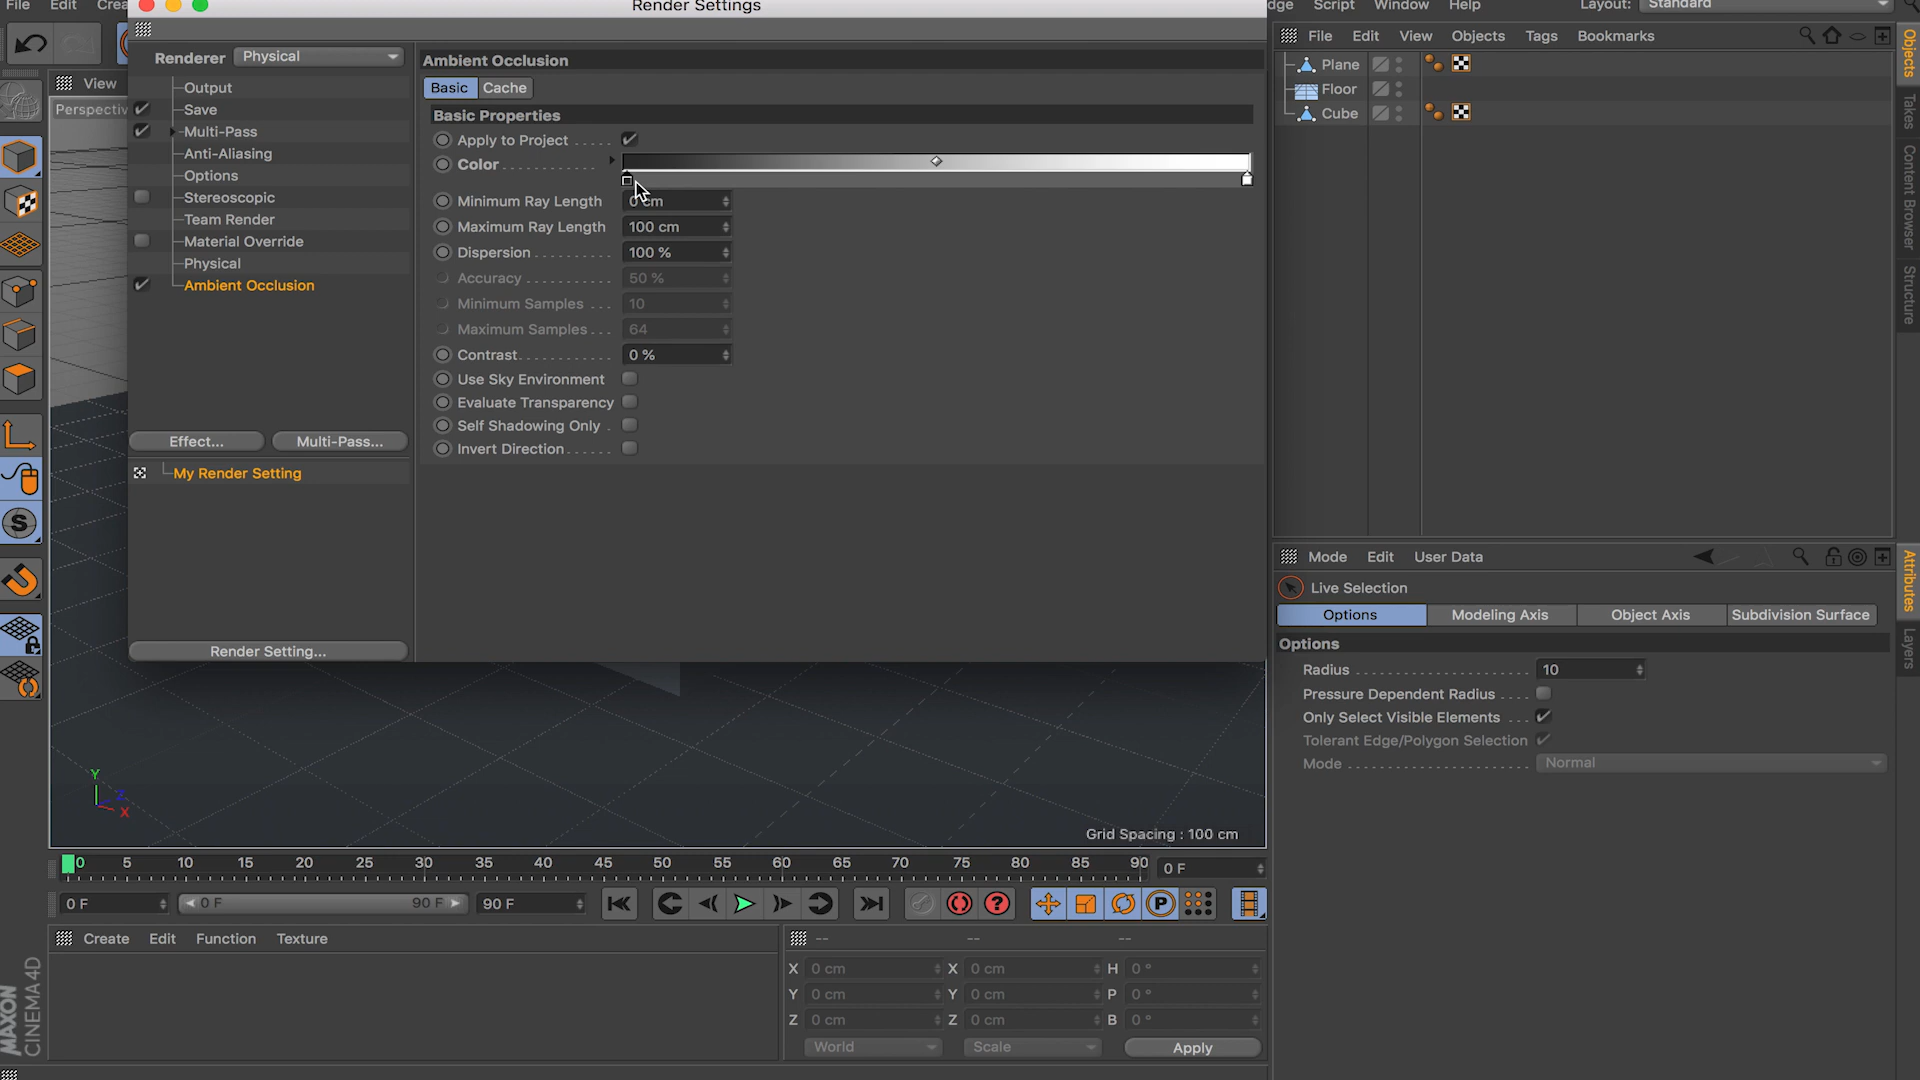 File Edit Crea
Render Settings
dge Script Window Help
Layout: Standard
Renderer Physical
Output
Save
Multi-Pass
Anti-Aliasing
Options
Stereoscopic
Team Render
Material Override
Physical
Ambient Occlusion
Effect... Multi-Pass...
My Render Setting
Render Setting...
View
Perspectiv
Ambient Occlusion
Basic Cache
Basic Properties
Apply to Project
Color
Minimum Ray Length 0 cm
Maximum Ray Length 100 cm
Dispersion 100 %
Accuracy 50 %
Minimum Samples 10
Maximum Samples 64
Contrast 0 %
Use Sky Environment
Evaluate Transparency
Self Shadowing Only
Invert Direction
Y
Z
X
Grid Spacing : 100 cm
0 5 10 15 20 25 30 35 40 45 50 55 60 65 70 75 80 85 90 0 F
0 F 0 F 90 F 90 F
Create Edit Function Texture
-- -- --
X 0 cm X 0 cm H 0 °
Y 0 cm Y 0 cm P 0 °
Z 0 cm Z 0 cm B 0 °
World Scale Apply
MAXON
CINEMA 4D
File Edit View Objects Tags Bookmarks
Plane
Floor
Cube
Objects
Takes
Content Browser
Structure
Mode Edit User Data
Live Selection
Options Modeling Axis Object Axis Subdivision Surface
Options
Radius 10
Pressure Dependent Radius
Only Select Visible Elements
Tolerant Edge/Polygon Selection
Mode Normal
Attributes
Layers